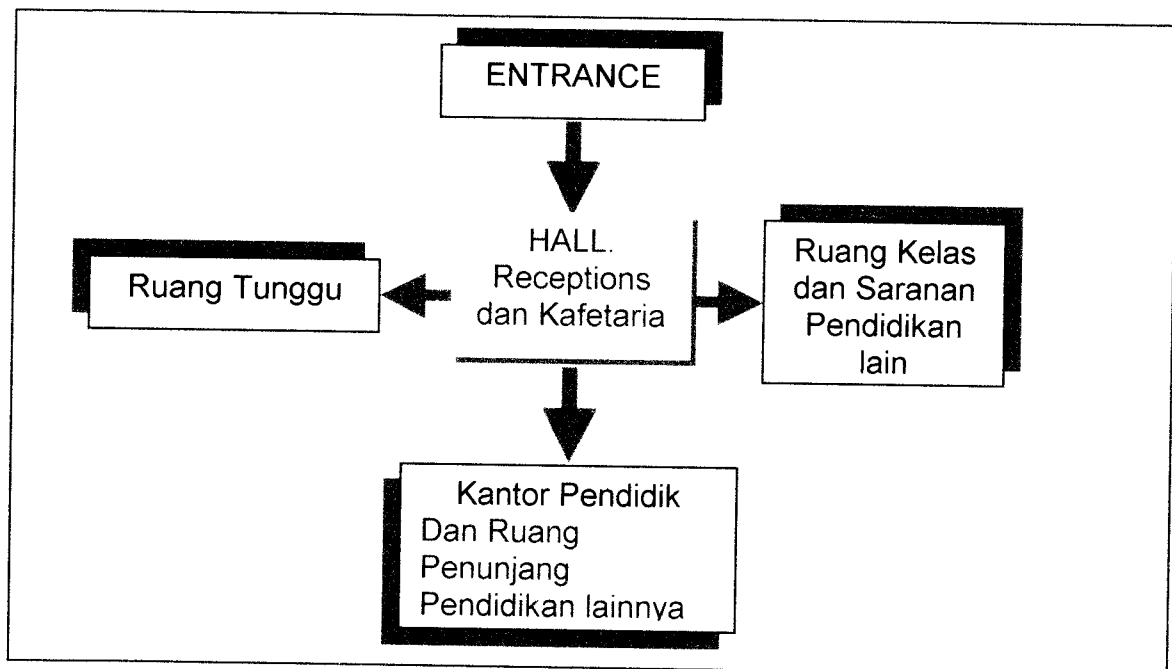 ENTRANCE
HALL.
Receptions
dan Kafetaria
Ruang Tunggu
Ruang Kelas
dan Saranan
Pendidikan
lain
Kantor Pendidik
Dan Ruang
Penunjang
Pendidikan lainnya